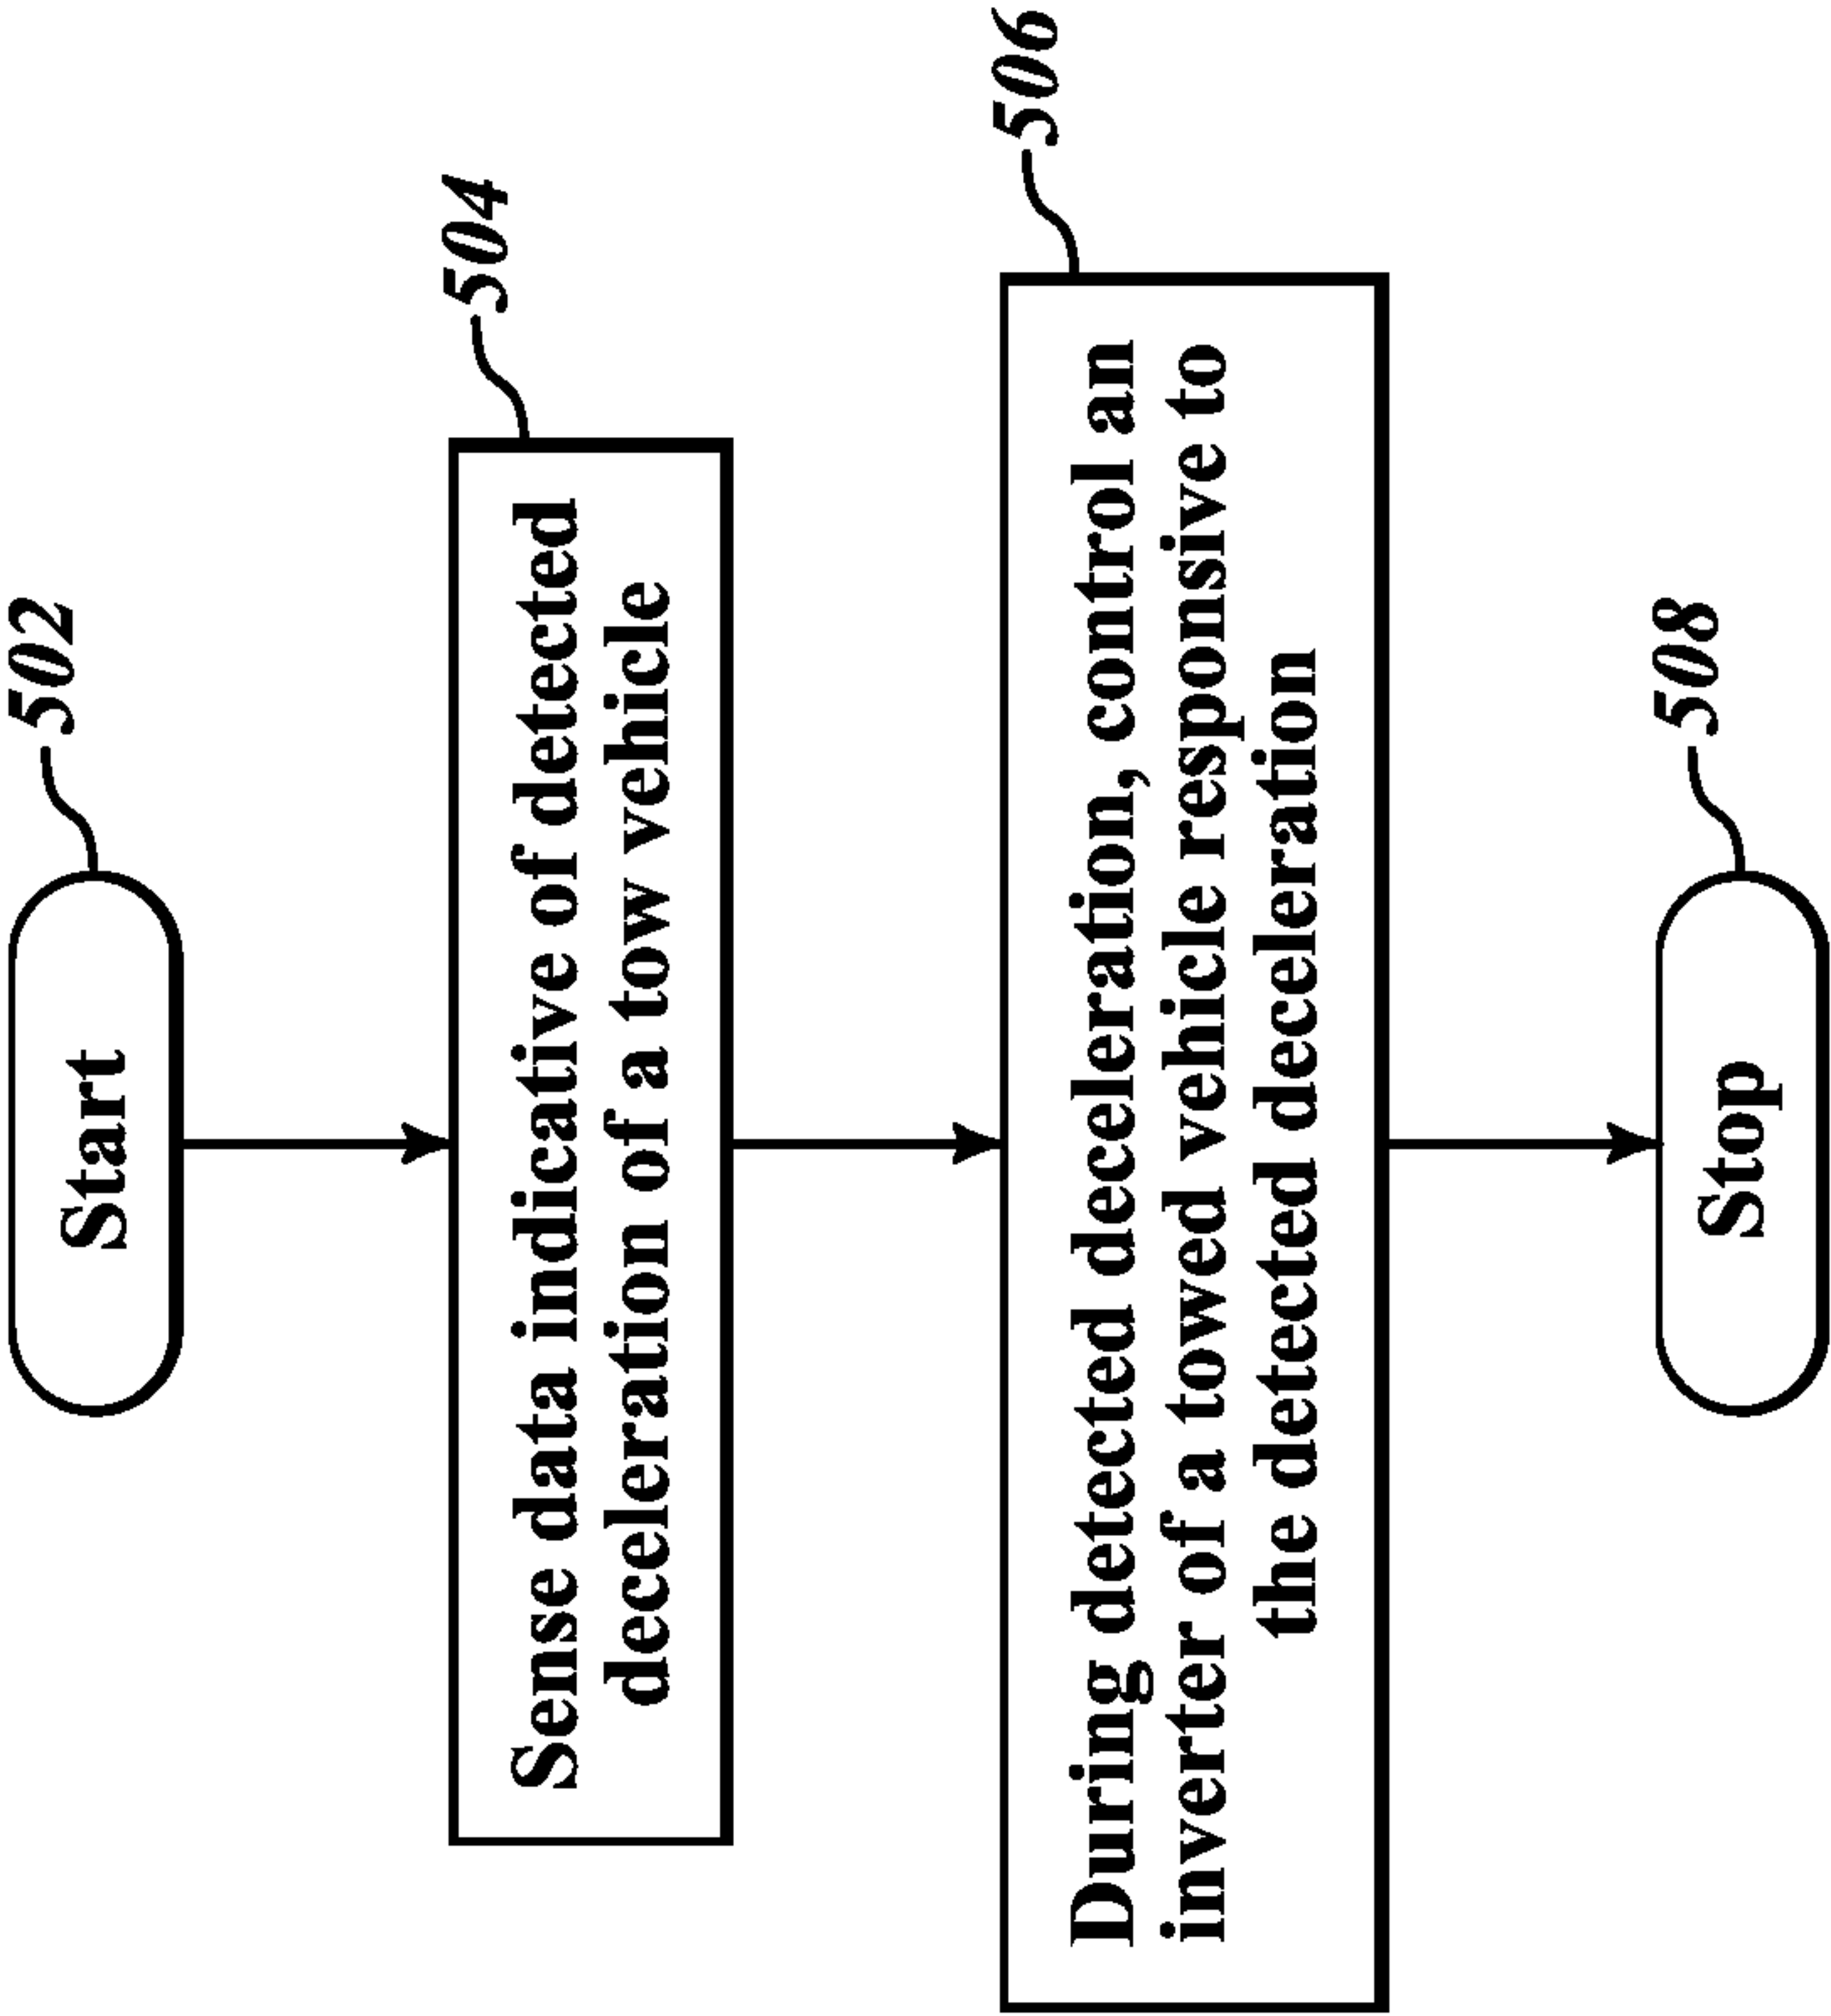 502
Start
504
Sense data indicative of detected
deceleration of a tow vehicle
506
During detected deceleration, control an
inverter of a towed vehicle responsive to
the detected deceleration
508
Stop